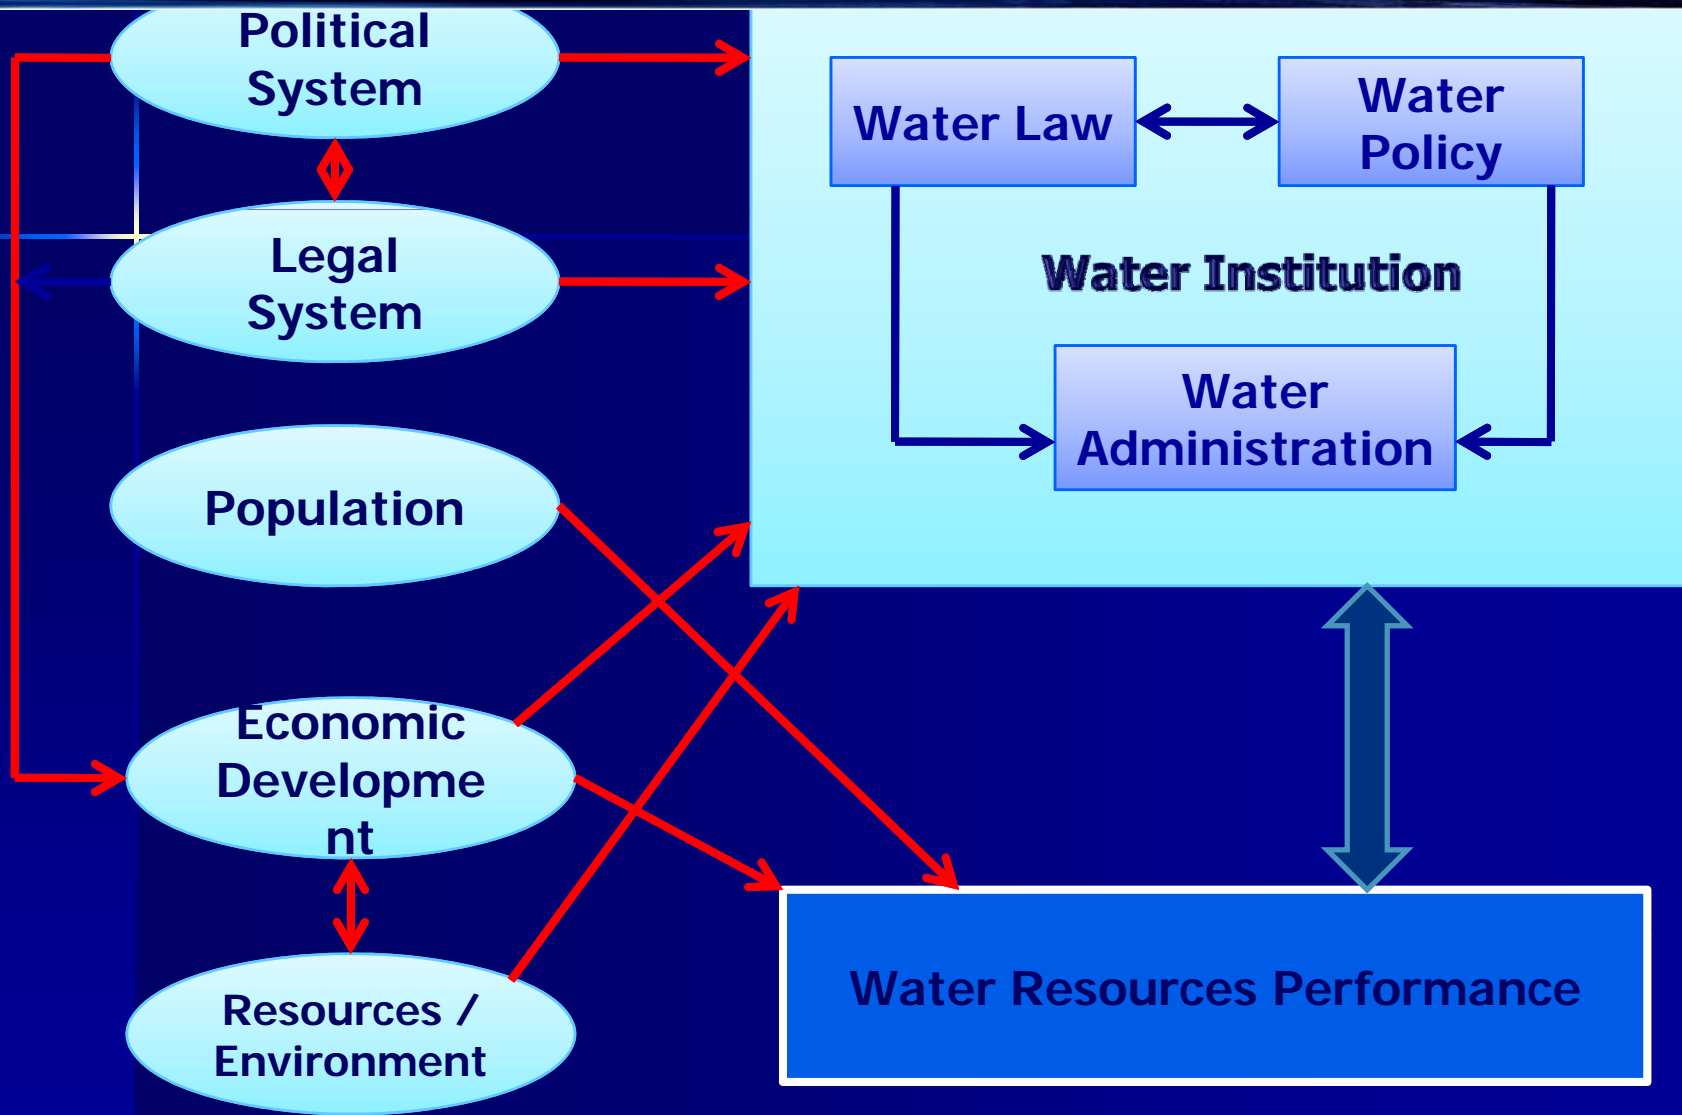 Political
System
Water Law
Water
Policy
Legal
System
Water Institution
Water
Administration
Population
Economic
Developme
nt
Resources /
Environment
Water Resources Performance